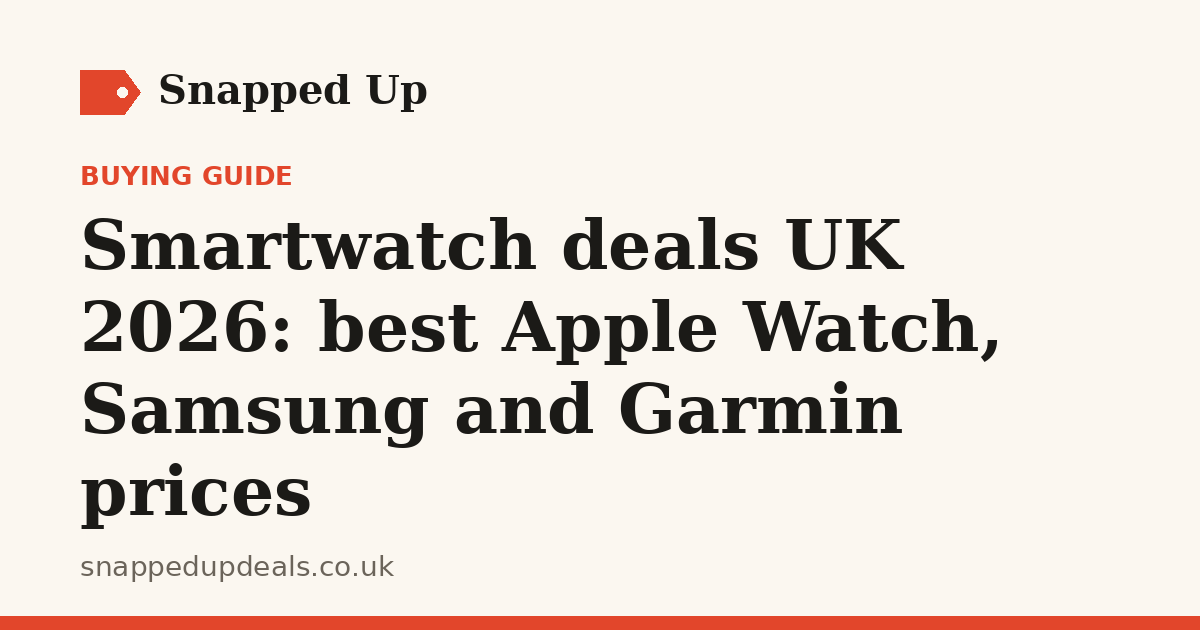 Snapped Up
BUYING GUIDE
Smartwatch deals UK
2026: best Apple Watch,
Samsung and Garmin
prices
snappedupdeals.co.uk